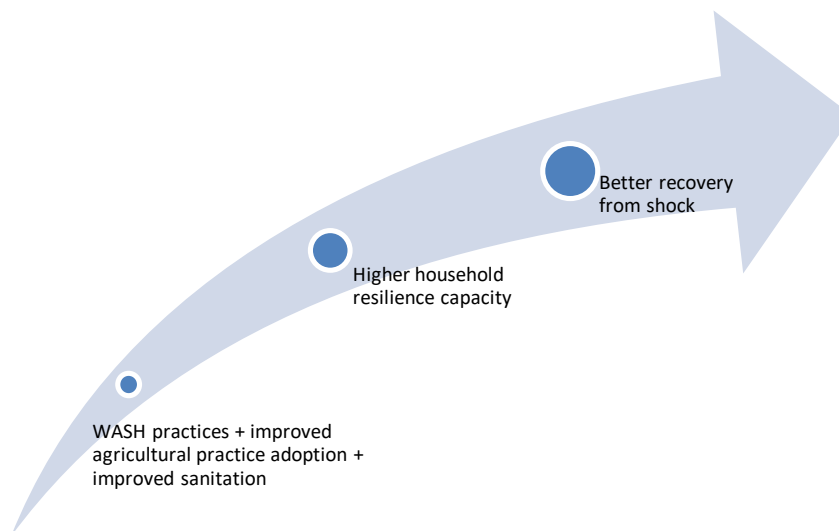 Better recovery
from shock
Higher household
resilience capacity
WASH practices + improved
agricultural practice adoption +
improved sanitation